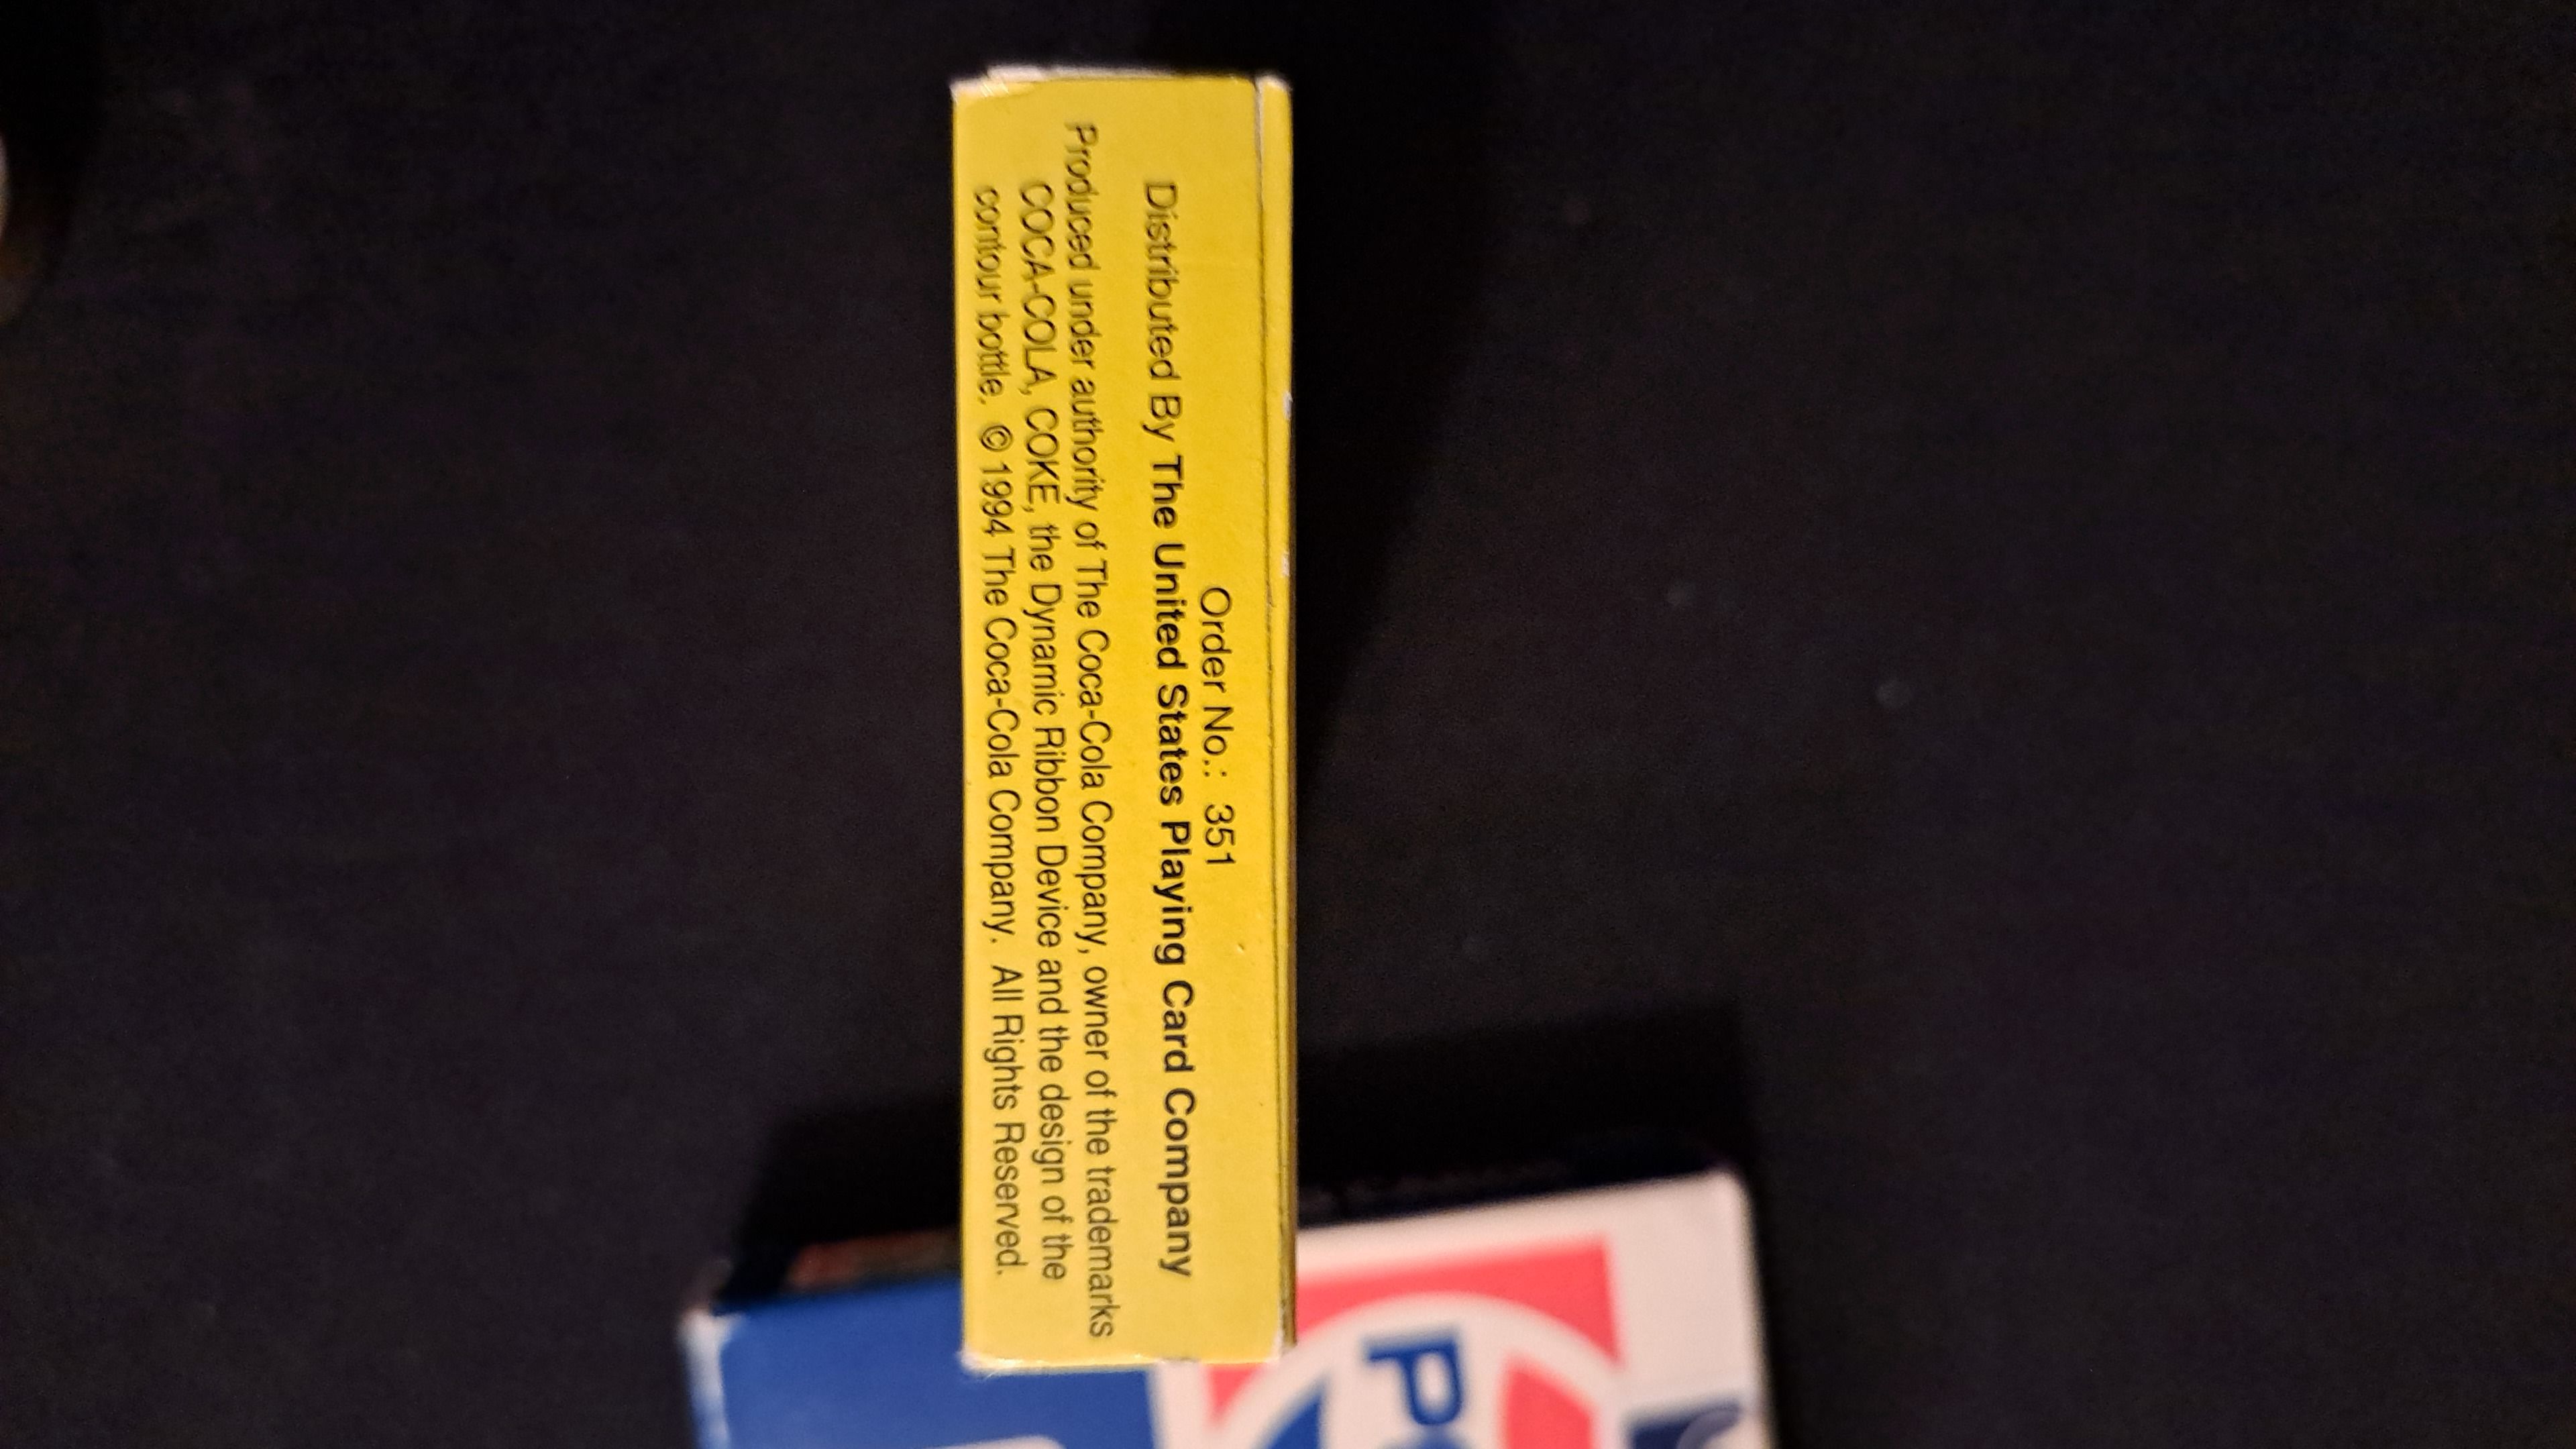 Order No.: 351
Distributed By The United States Playing Card Company
Produced under authority of The Coca-Cola Company, owner of the trademarks
COCA-COLA, COKE, the Dynamic Ribbon Device and the design of the
contour bottle. © 1994 The Coca-Cola Company. All Rights Reserved.